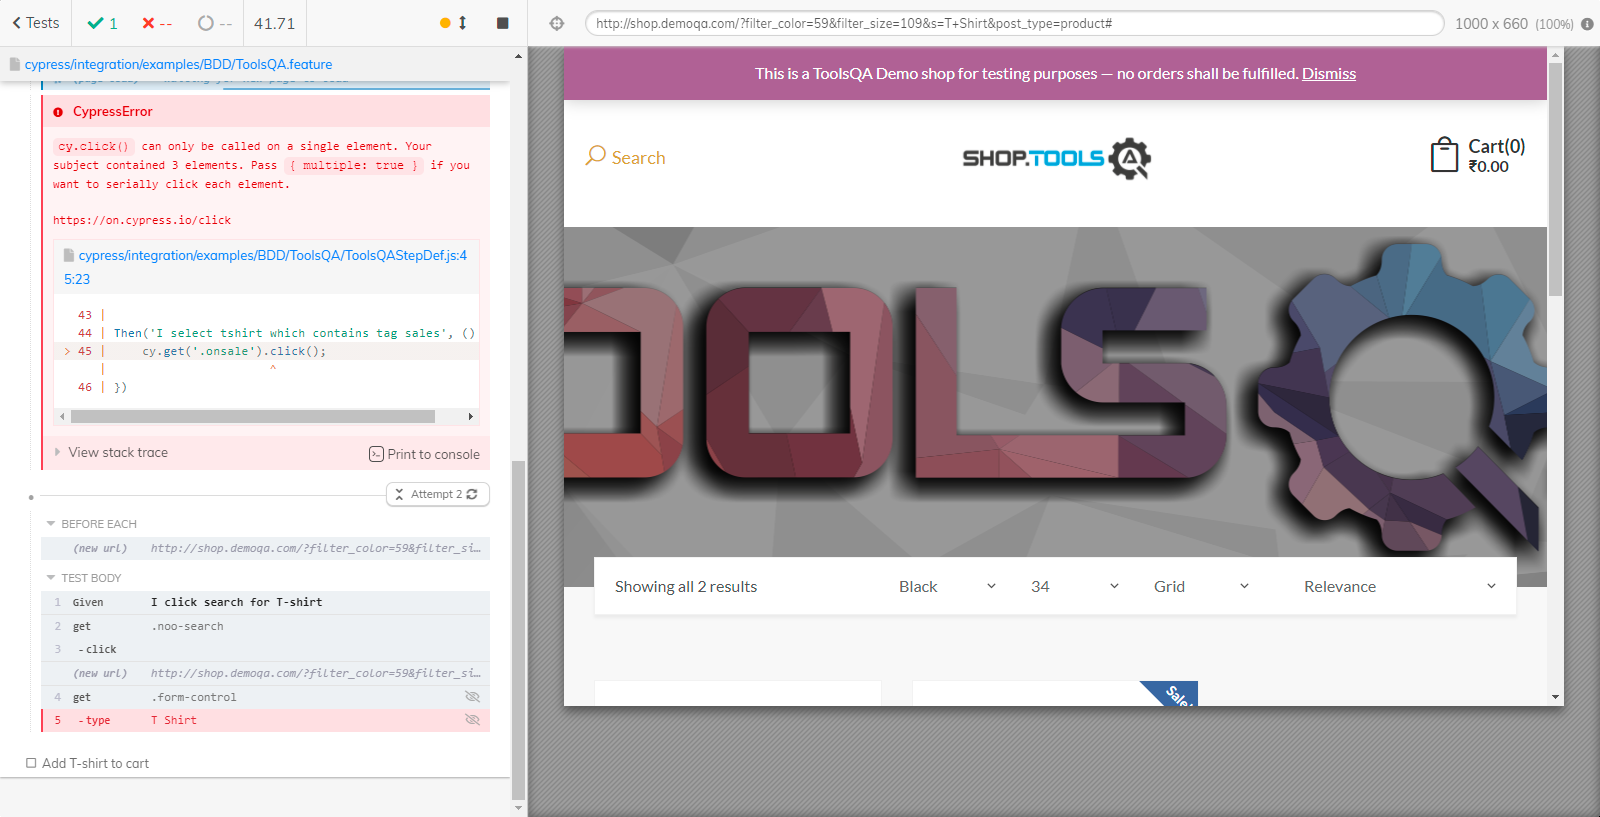 Tests
1
--
--
41.71
cypress/integration/examples/BDD/ToolsQA.feature
CypressError
cy.click() can only be called on a single element. Your
subject contained 3 elements. Pass { multiple: true } if you
want to serially click each element.
https://on.cypress.io/click
cypress/integration/examples/BDD/ToolsQA/ToolsQAStepDef.js:4
5:23
43 |
44 | Then('I select tshirt which contains tag sales', ()
> 45 | cy.get('.onsale').click();
| ^
46 | })
View stack trace
Print to console
Attempt 2
BEFORE EACH
(new url) http://shop.demoqa.com/?filter_color=59&filter_si...
TEST BODY
1 Given I click search for T-shirt
2 get .noo-search
3 -click
(new url) http://shop.demoqa.com/?filter_color=59&filter_si...
4 get .form-control
5 -type T Shirt
Add T-shirt to cart
http://shop.demoqa.com/?filter_color=59&filter_size=109&s=T+Shirt&post_type=product#
1000 x 660 (100%)
This is a ToolsQA Demo shop for testing purposes — no orders shall be fulfilled. Dismiss
Search
SHOP.TOOLS
Cart(0)
₹0.00
OOLS
Showing all 2 results
Black
34
Grid
Relevance
Sale!